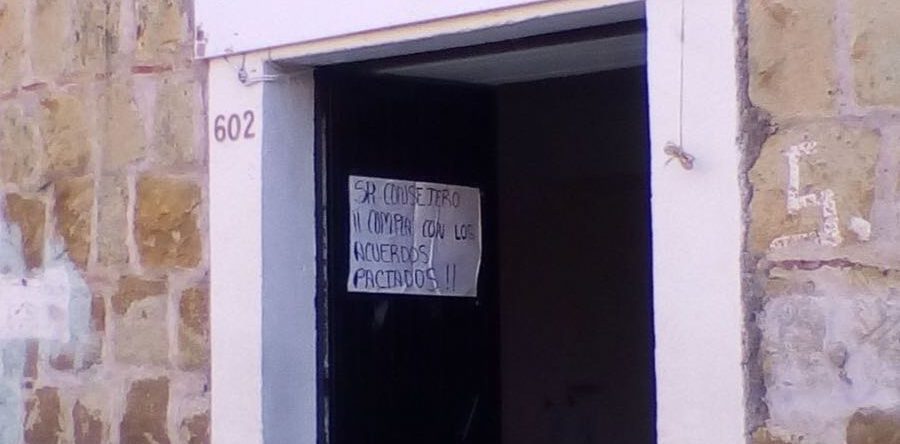 602
SR CONSEJERO
¡¡ CUMPLA CON LOS
ACUERDOS
PACTADOS !!